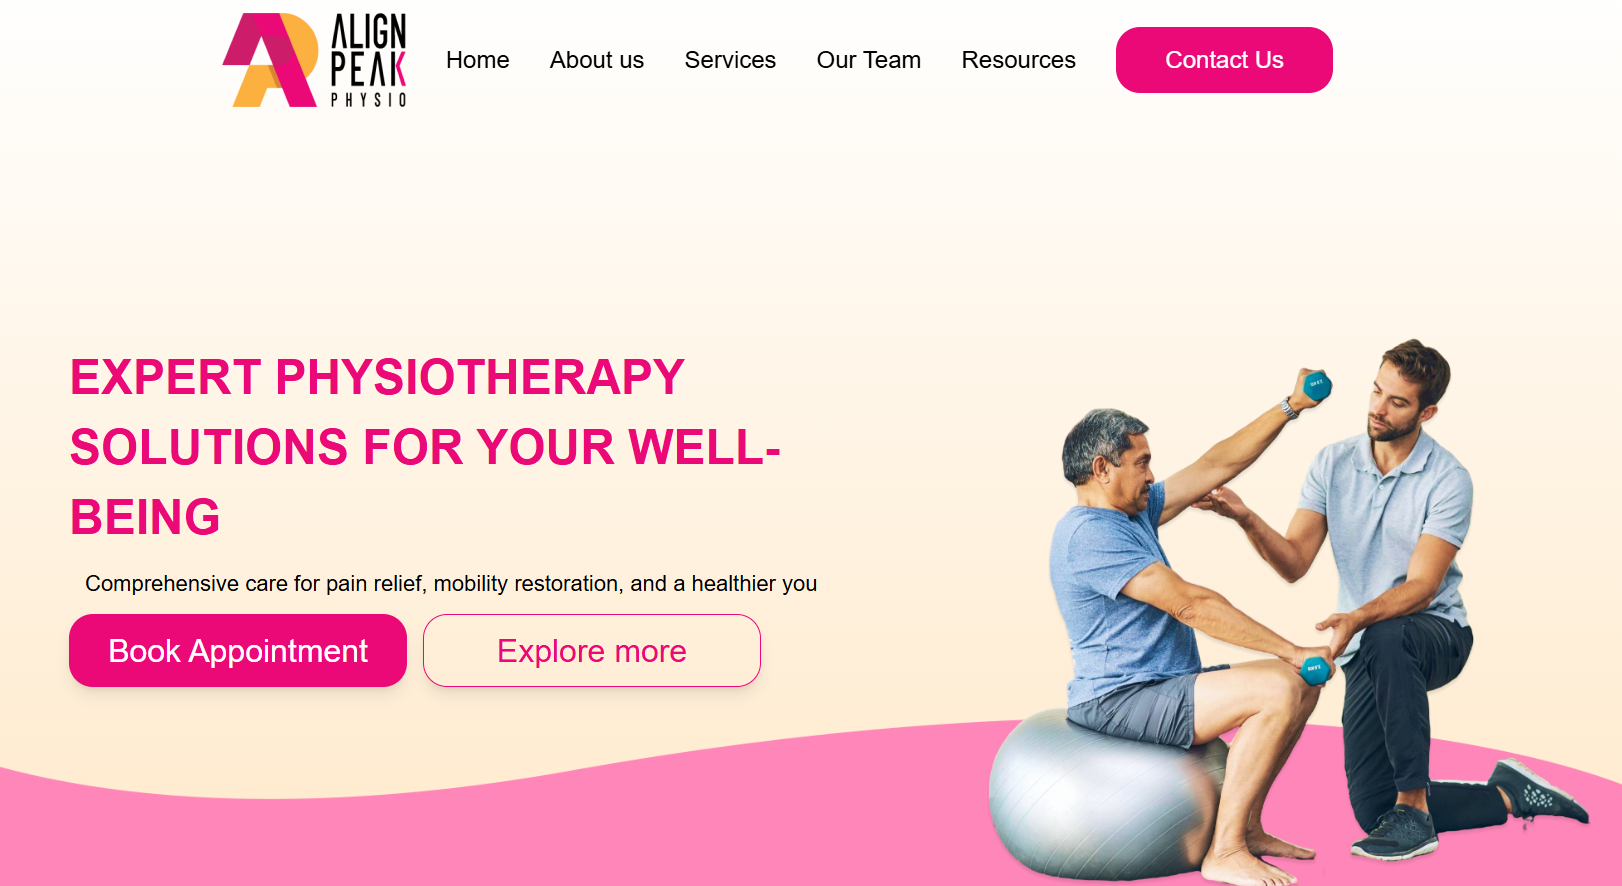 ALIGN
PEAK
PHYSIO
Home About us Services Our Team Resources Contact Us
EXPERT PHYSIOTHERAPY
SOLUTIONS FOR YOUR WELL-
BEING
Comprehensive care for pain relief, mobility restoration, and a healthier you
Book Appointment Explore more